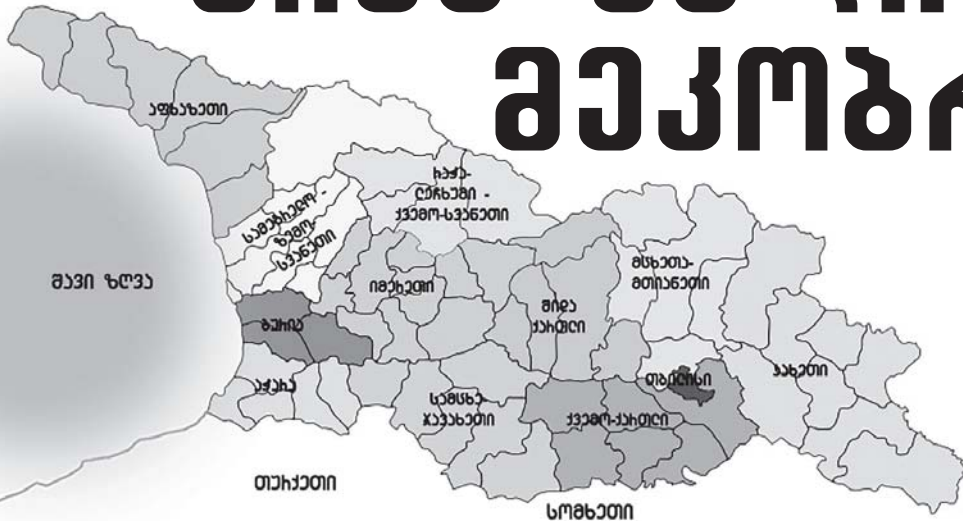 მეკობრ
აფხაზეთი
რაჭა-
ლეჩხუმი -
ქვემო-სვანეთი
სამეგრელო -
ზემო-
სვანეთი
მცხეთა-
მთიანეთი
შავი ზღვა
იმერეთი
შიდა
ქართლი
გურია
თბილისი
კახეთი
აჭარა
სამცხე-
ჯავახეთი
ქვემო-ქართლი
თურქეთი
სომხეთი